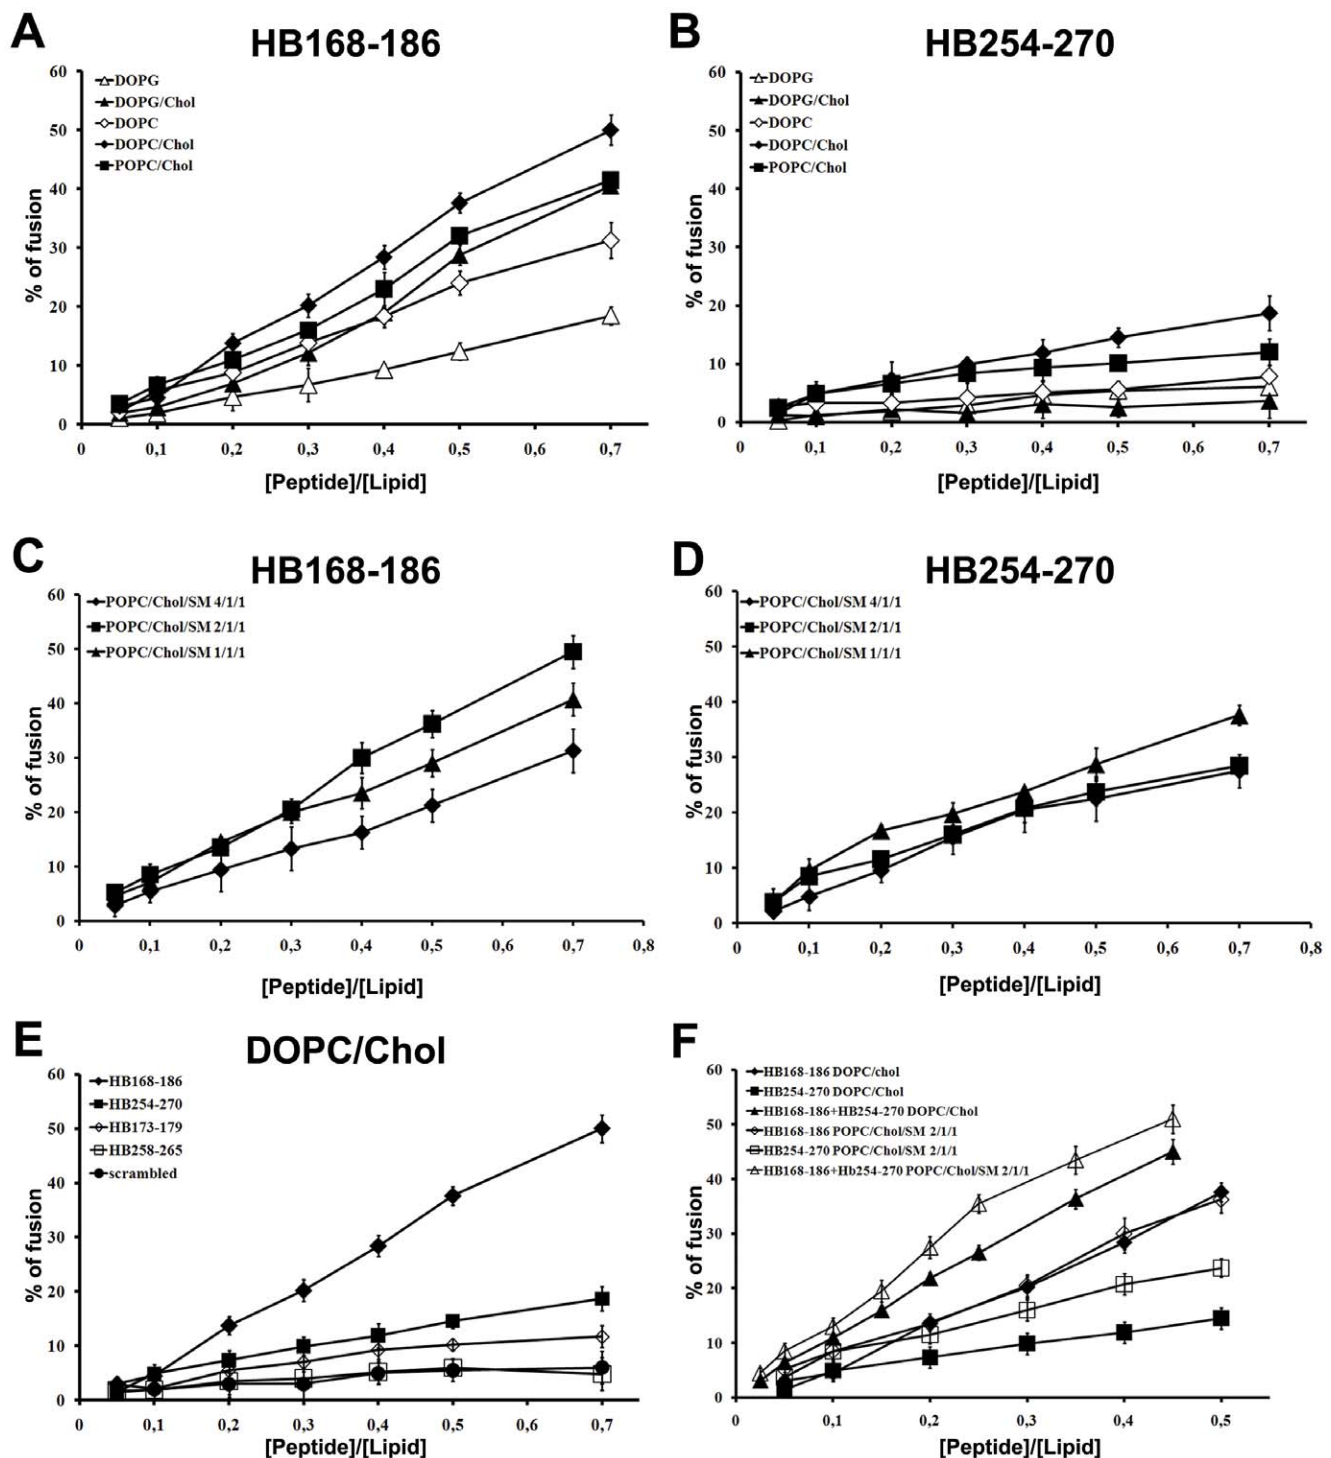 A
HB168-186
60
50
40
30
20
10
0
% of fusion
DOPG
DOPG/Chol
DOPC
DOPC/Chol
POPC/Chol
0 0,1 0,2 0,3 0,4 0,5 0,6 0,7
[Peptide]/[Lipid]
B
HB254-270
60
50
40
30
20
10
0
% of fusion
DOPG
DOPG/Chol
DOPC
DOPC/Chol
POPC/Chol
0 0,1 0,2 0,3 0,4 0,5 0,6 0,7
[Peptide]/[Lipid]
C
HB168-186
60
50
40
30
20
10
0
% of fusion
POPC/Chol/SM 4/1/1
POPC/Chol/SM 2/1/1
POPC/Chol/SM 1/1/1
0 0,1 0,2 0,3 0,4 0,5 0,6 0,7 0,8
[Peptide]/[Lipid]
D
HB254-270
60
50
40
30
20
10
0
% of fusion
POPC/Chol/SM 4/1/1
POPC/Chol/SM 2/1/1
POPC/Chol/SM 1/1/1
0 0,1 0,2 0,3 0,4 0,5 0,6 0,7 0,8
[Peptide]/[Lipid]
E
DOPC/Chol
60
50
40
30
20
10
0
% of fusion
HB168-186
HB254-270
HB173-179
HB258-265
scrambled
0 0,1 0,2 0,3 0,4 0,5 0,6 0,7
[Peptide]/[Lipid]
F
60
50
40
30
20
10
0
% of fusion
HB168-186 DOPC/chol
HB254-270 DOPC/Chol
HB168-186+HB254-270 DOPC/Chol
HB168-186 POPC/Chol/SM 2/1/1
HB254-270 POPC/Chol/SM 2/1/1
HB168-186+Hb254-270 POPC/Chol/SM 2/1/1
0 0,1 0,2 0,3 0,4 0,5
[Peptide]/[Lipid]